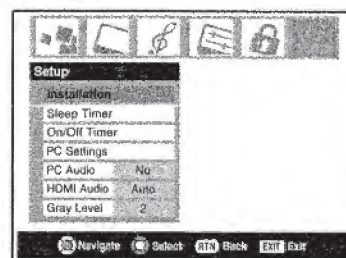 Setup
Installation
Sleep Timer
On/Off Timer
PC Settings
PC Audio No
HDMI Audio Auto
Gray Level 2
Navigate Select RTN Back EXIT Exit